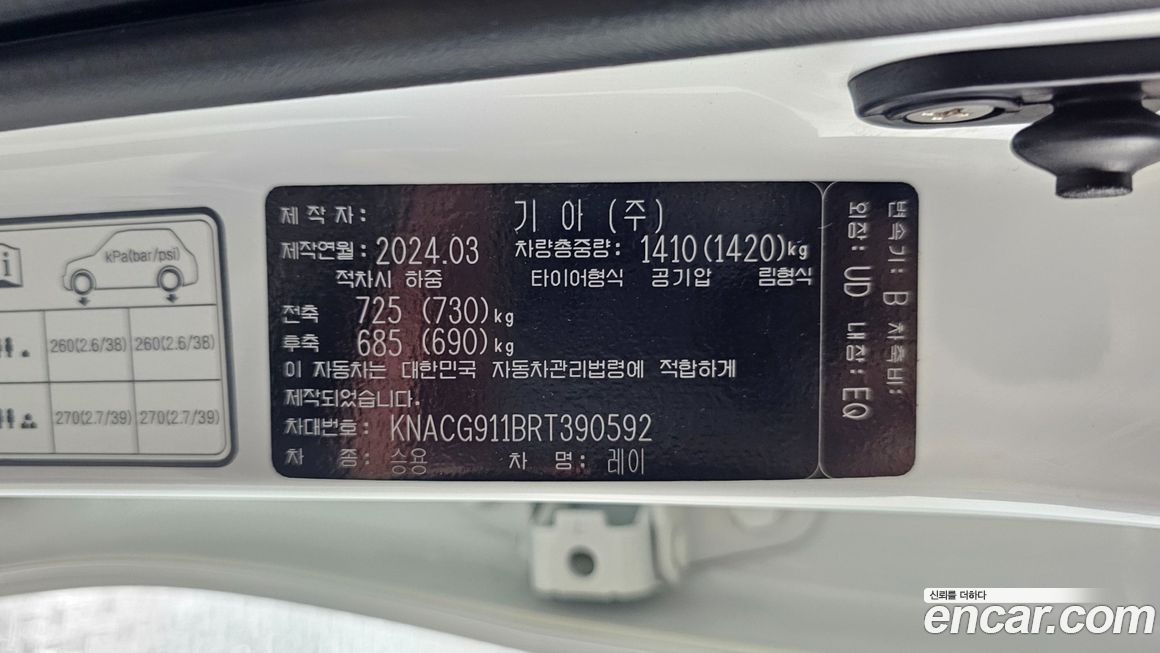 제 작 자 : 기 아 (주)
제작연월 : 2024.03 차량총중량: 1410(1420)kg
적차시 하중 타이어형식 공기압 림형식
전축 725 (730)kg
후축 685 (690)kg
이 자동차는 대한민국 자동차관리법령에 적합하게
제작되었습니다.
차대번호: KNACG911BRT390592
차 종: 승용 차 명: 레이
변속기: B 차축비:
외장: UD 내장: EQ
kPa(bar/psi)
260(2.6/38) 260(2.6/38)
270(2.7/39) 270(2.7/39)
신뢰를 더하다
encar.com